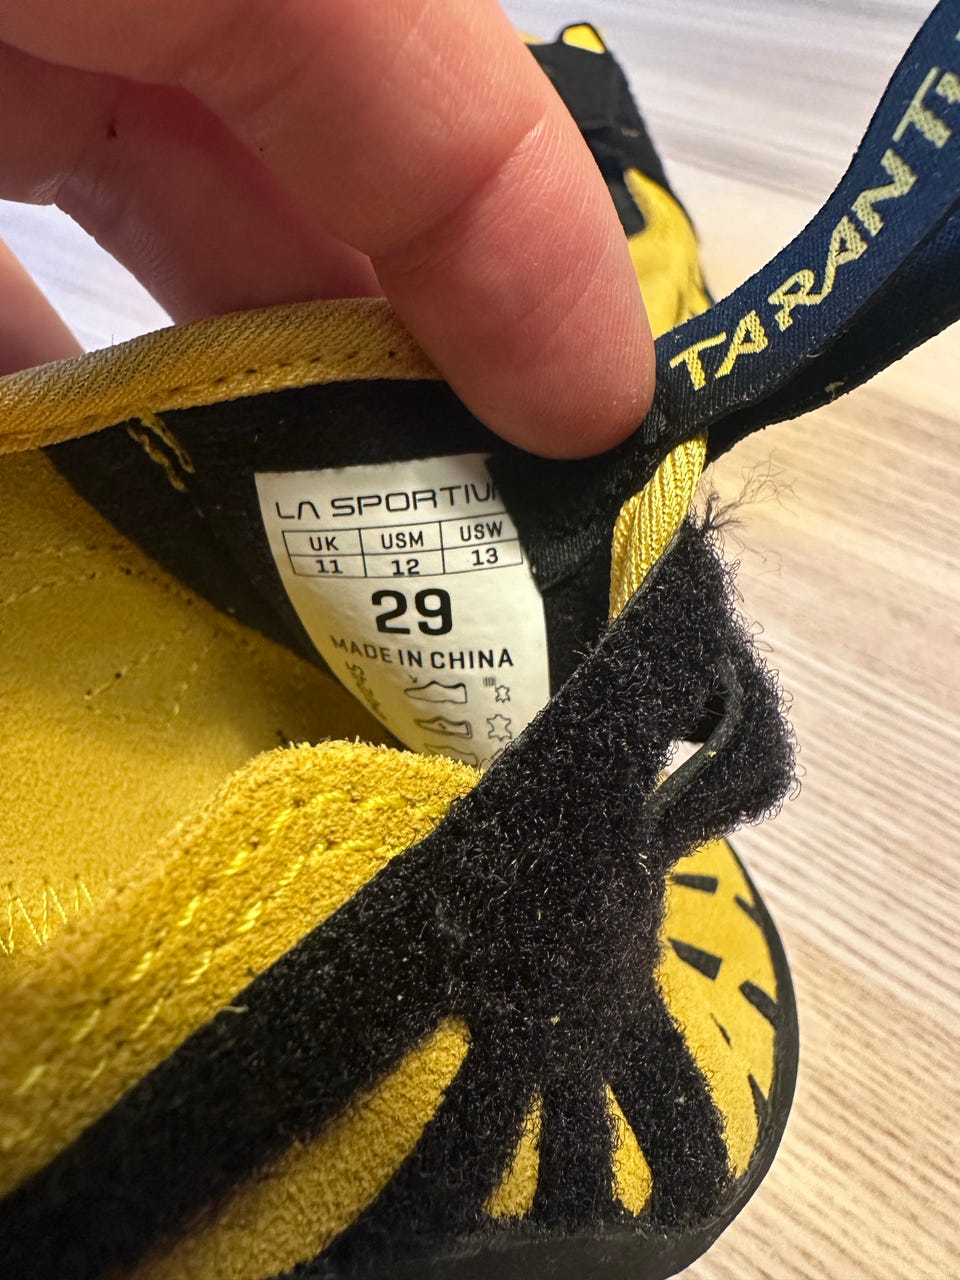 TARANT
LA SPORTIV
UK USM USW
11 12 13
29
MADE IN CHINA